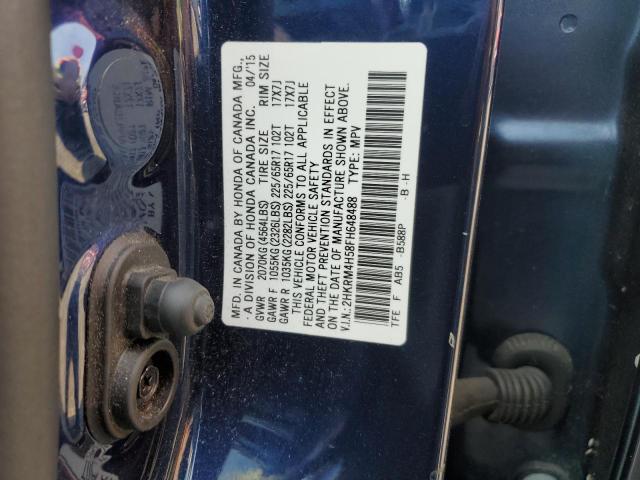 MFD. IN CANADA BY HONDA OF CANADA MFG.,
· A DIVISION OF HONDA CANADA INC. 04/'15
GVWR 2070KG (4564LBS) TIRE SIZE RIM SIZE
GAWR F 1055KG (2326LBS) 225/65R17 102T 17X7J
GAWR R 1035KG (2282LBS) 225/65R17 102T 17X7J
THIS VEHICLE CONFORMS TO ALL APPLICABLE
FEDERAL MOTOR VEHICLE SAFETY
AND THEFT PREVENTION STANDARDS IN EFFECT
ON THE DATE OF MANUFACTURE SHOWN ABOVE.
V.I.N.: 2HKRM4H58FH648488 TYPE: MPV
TFE F AB5 -B588P -B -H